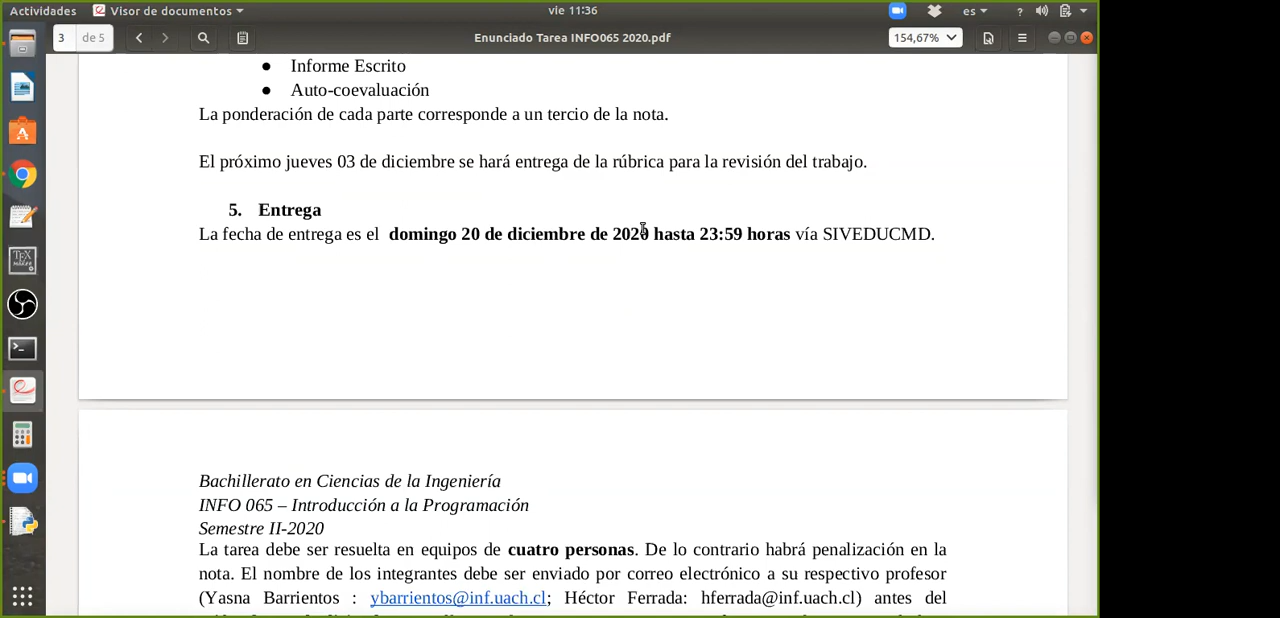 Actividades Visor de documentos vie 11:36 es ?
3 de 5 Enunciado Tarea INFO065 2020.pdf 154,67%
● Informe Escrito
● Auto-coevaluación
La ponderación de cada parte corresponde a un tercio de la nota.
El próximo jueves 03 de diciembre se hará entrega de la rúbrica para la revisión del trabajo.
5. Entrega
La fecha de entrega es el domingo 20 de diciembre de 2020 hasta 23:59 horas vía SIVEDUCMD.
Bachillerato en Ciencias de la Ingeniería
INFO 065 – Introducción a la Programación
Semestre II-2020
La tarea debe ser resuelta en equipos de cuatro personas. De lo contrario habrá penalización en la
nota. El nombre de los integrantes debe ser enviado por correo electrónico a su respectivo profesor
(Yasna Barrientos : ybarrientos@inf.uach.cl; Héctor Ferrada: hferrada@inf.uach.cl) antes del